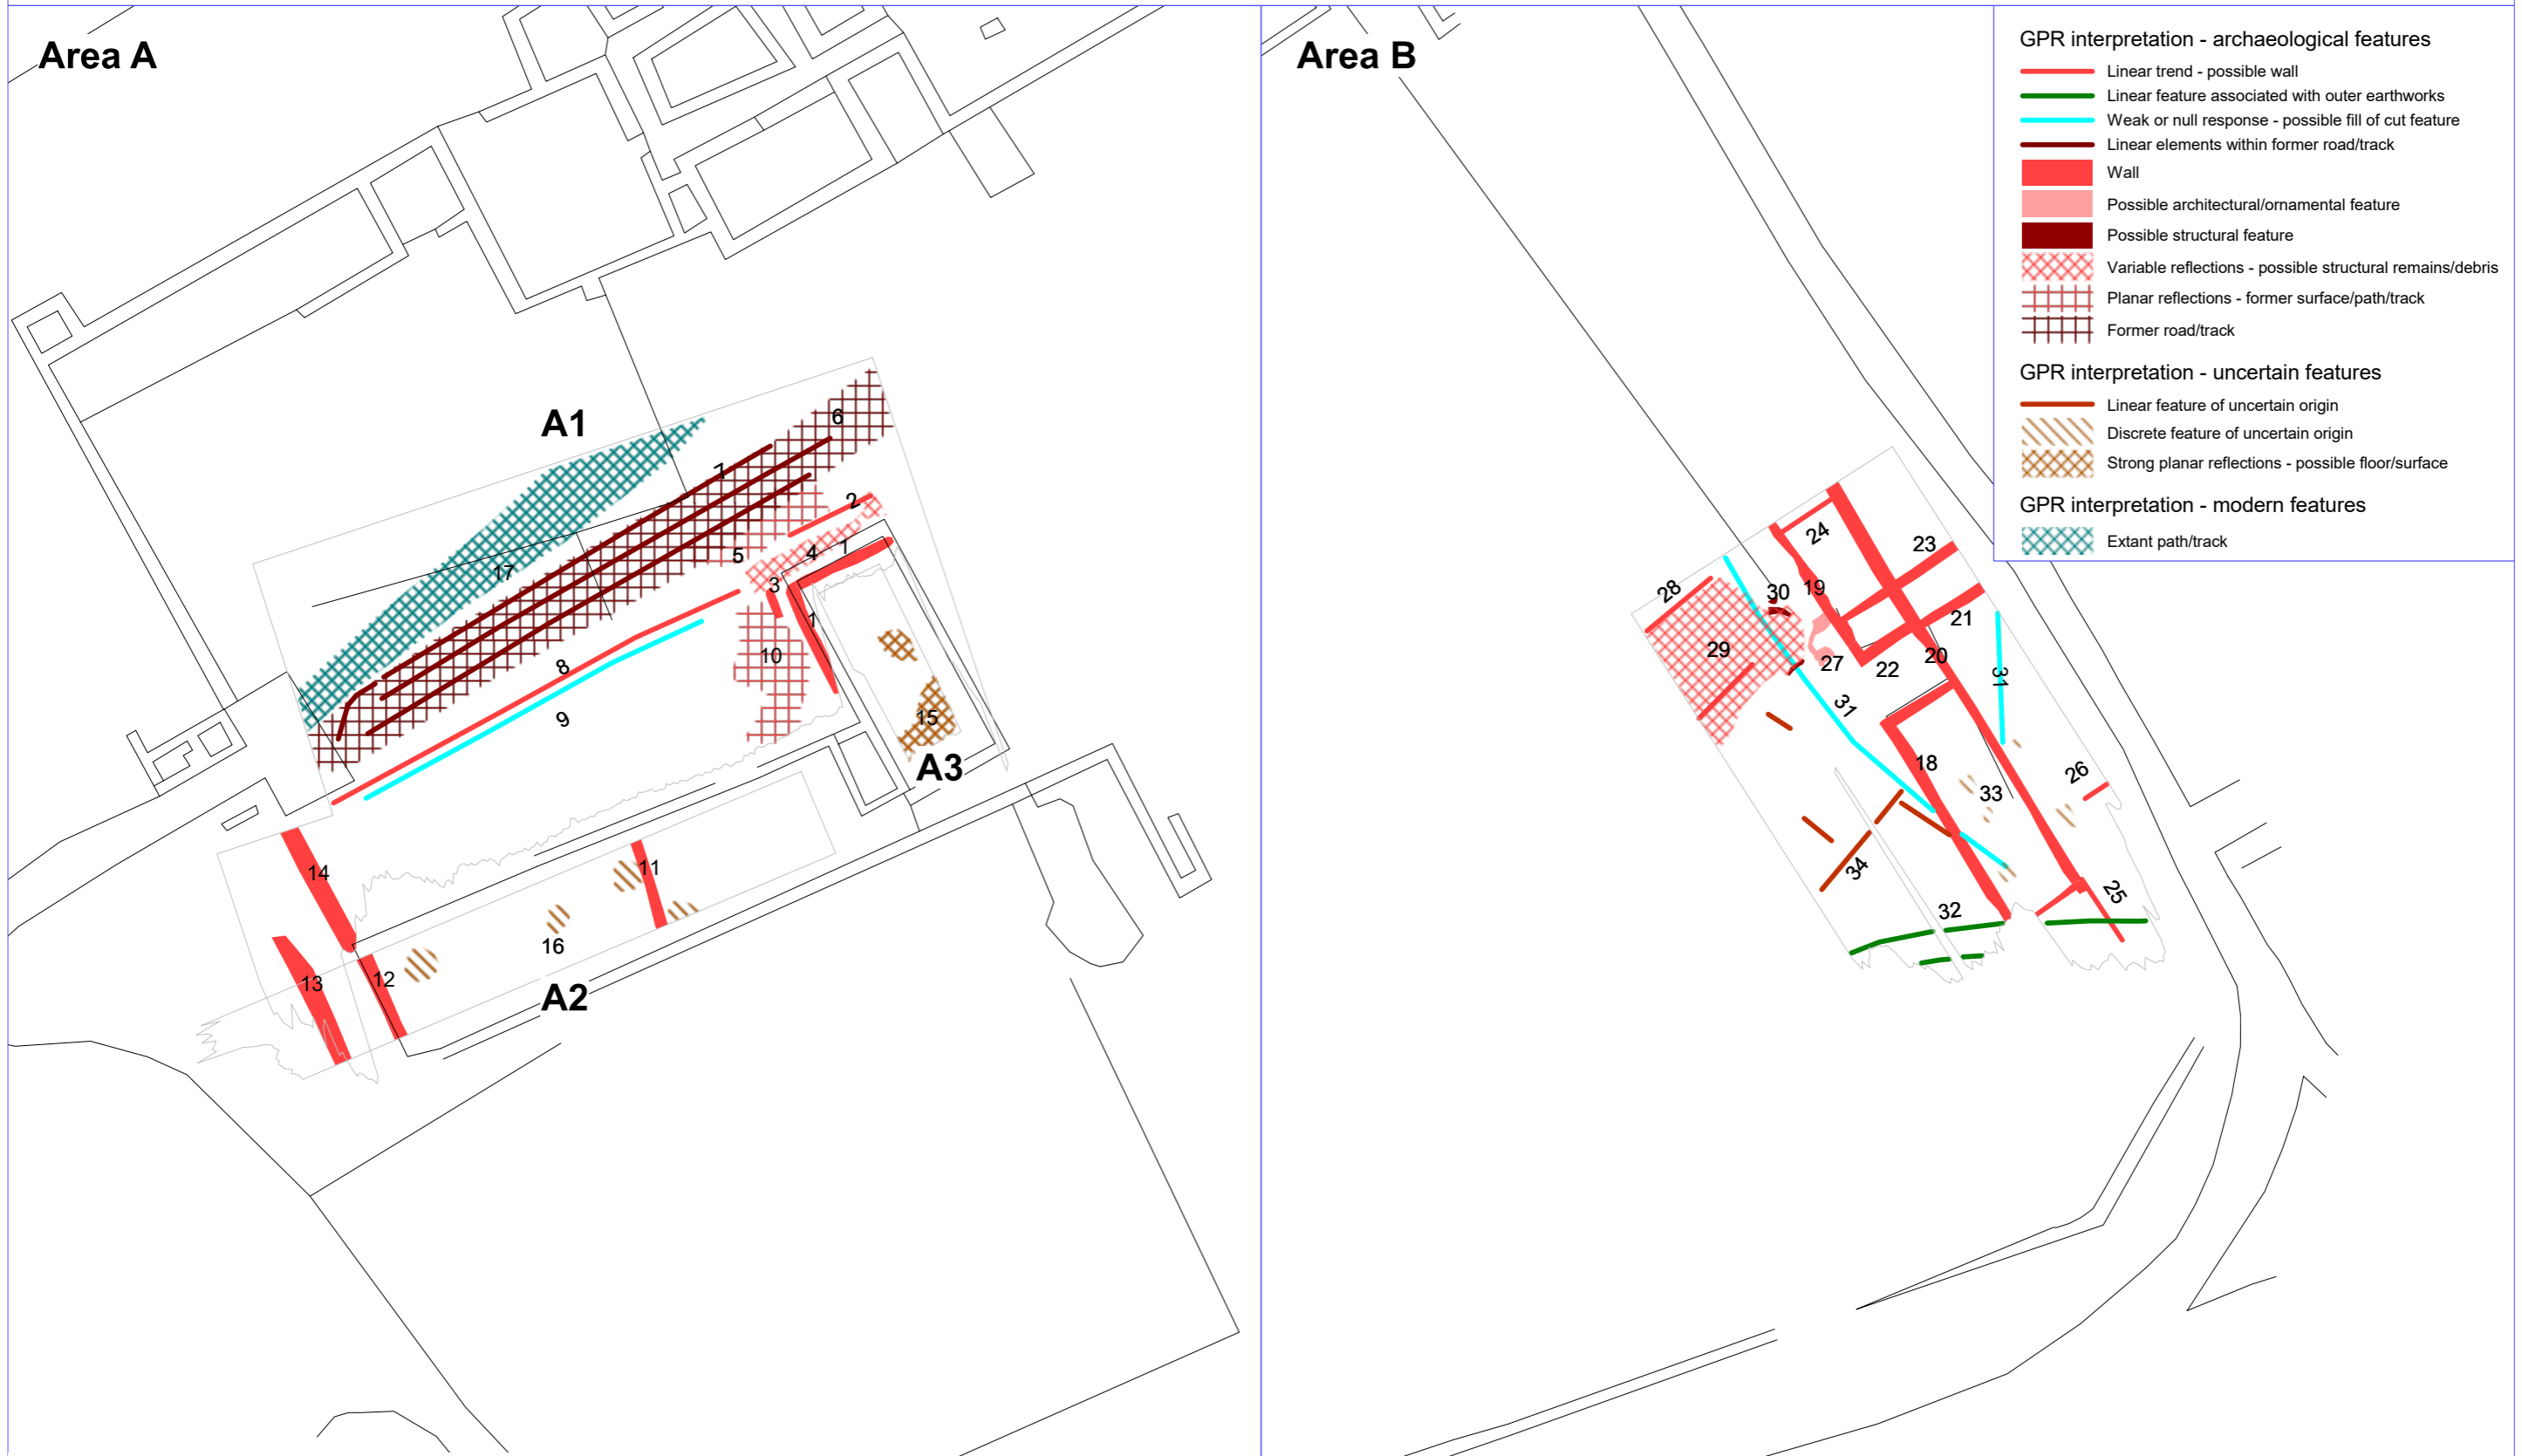 Area A
A1
6
7
2
5
4
1
3
17
1
8
10
9
15
A3
14
11
16
13
12
A2
Area B
24
23
28
30
19
21
29
27
22
20
31
31
18
26
33
34
32
25
GPR interpretation - archaeological features
Linear trend - possible wall
Linear feature associated with outer earthworks
Weak or null response - possible fill of cut feature
Linear elements within former road/track
Wall
Possible architectural/ornamental feature
Possible structural feature
Variable reflections - possible structural remains/debris
Planar reflections - former surface/path/track
Former road/track
GPR interpretation - uncertain features
Linear feature of uncertain origin
Discrete feature of uncertain origin
Strong planar reflections - possible floor/surface
GPR interpretation - modern features
Extant path/track